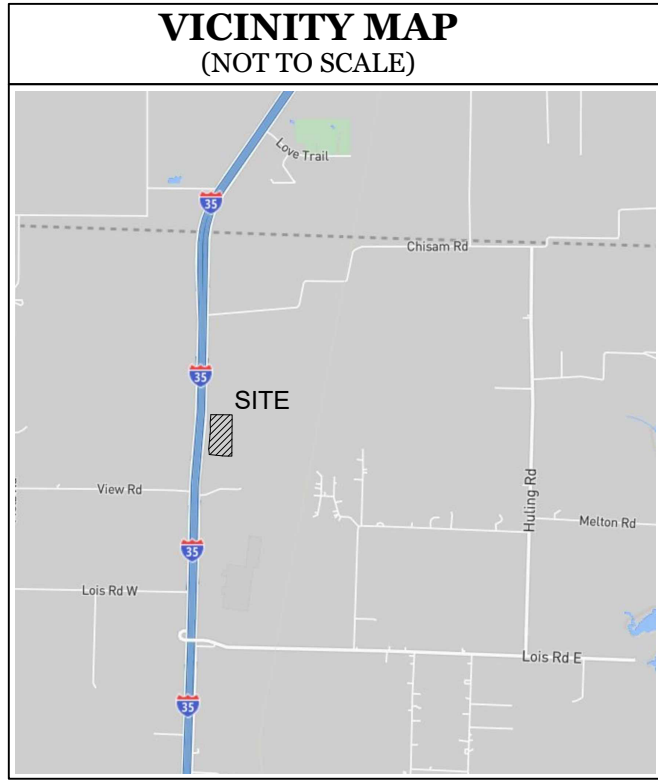 VICINITY MAP
(NOT TO SCALE)
Love Trail
35
Chisam Rd
35
SITE
View Rd
Huling Rd
Melton Rd
35
Lois Rd W
Lois Rd E
35